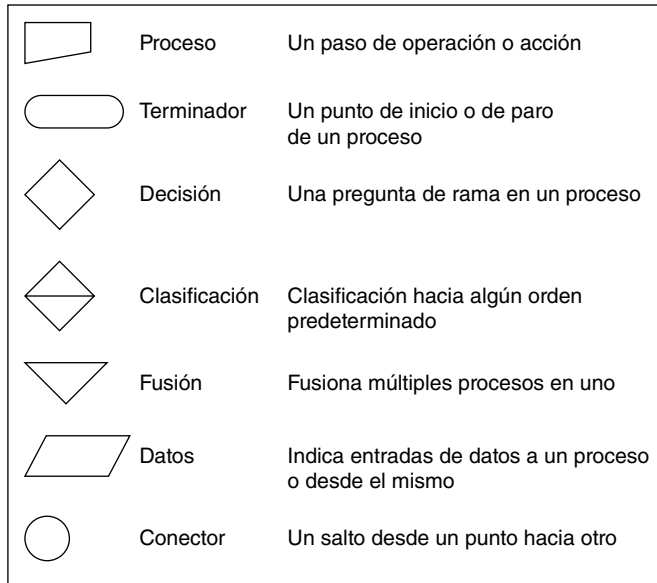 Proceso Un paso de operación o acción
Terminador Un punto de inicio o de paro
de un proceso
Decisión Una pregunta de rama en un proceso
Clasificación Clasificación hacia algún orden
predeterminado
Fusión Fusiona múltiples procesos en uno
Datos Indica entradas de datos a un proceso
o desde el mismo
Conector Un salto desde un punto hacia otro